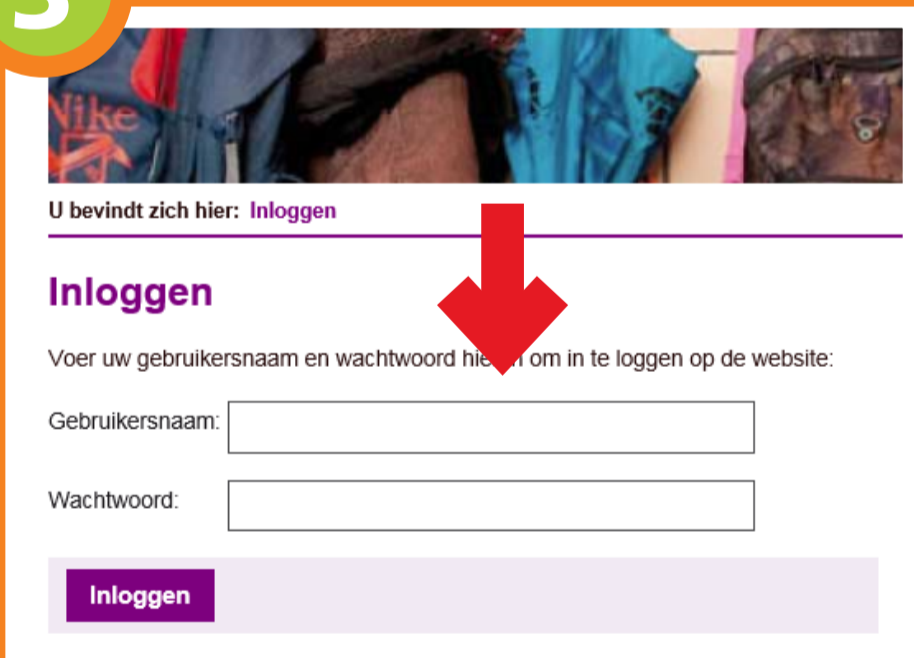 Nike
U bevindt zich hier: Inloggen
Inloggen
Voer uw gebruikersnaam en wachtwoord om in te loggen op de website:
Gebruikersnaam:
Wachtwoord:
Inloggen